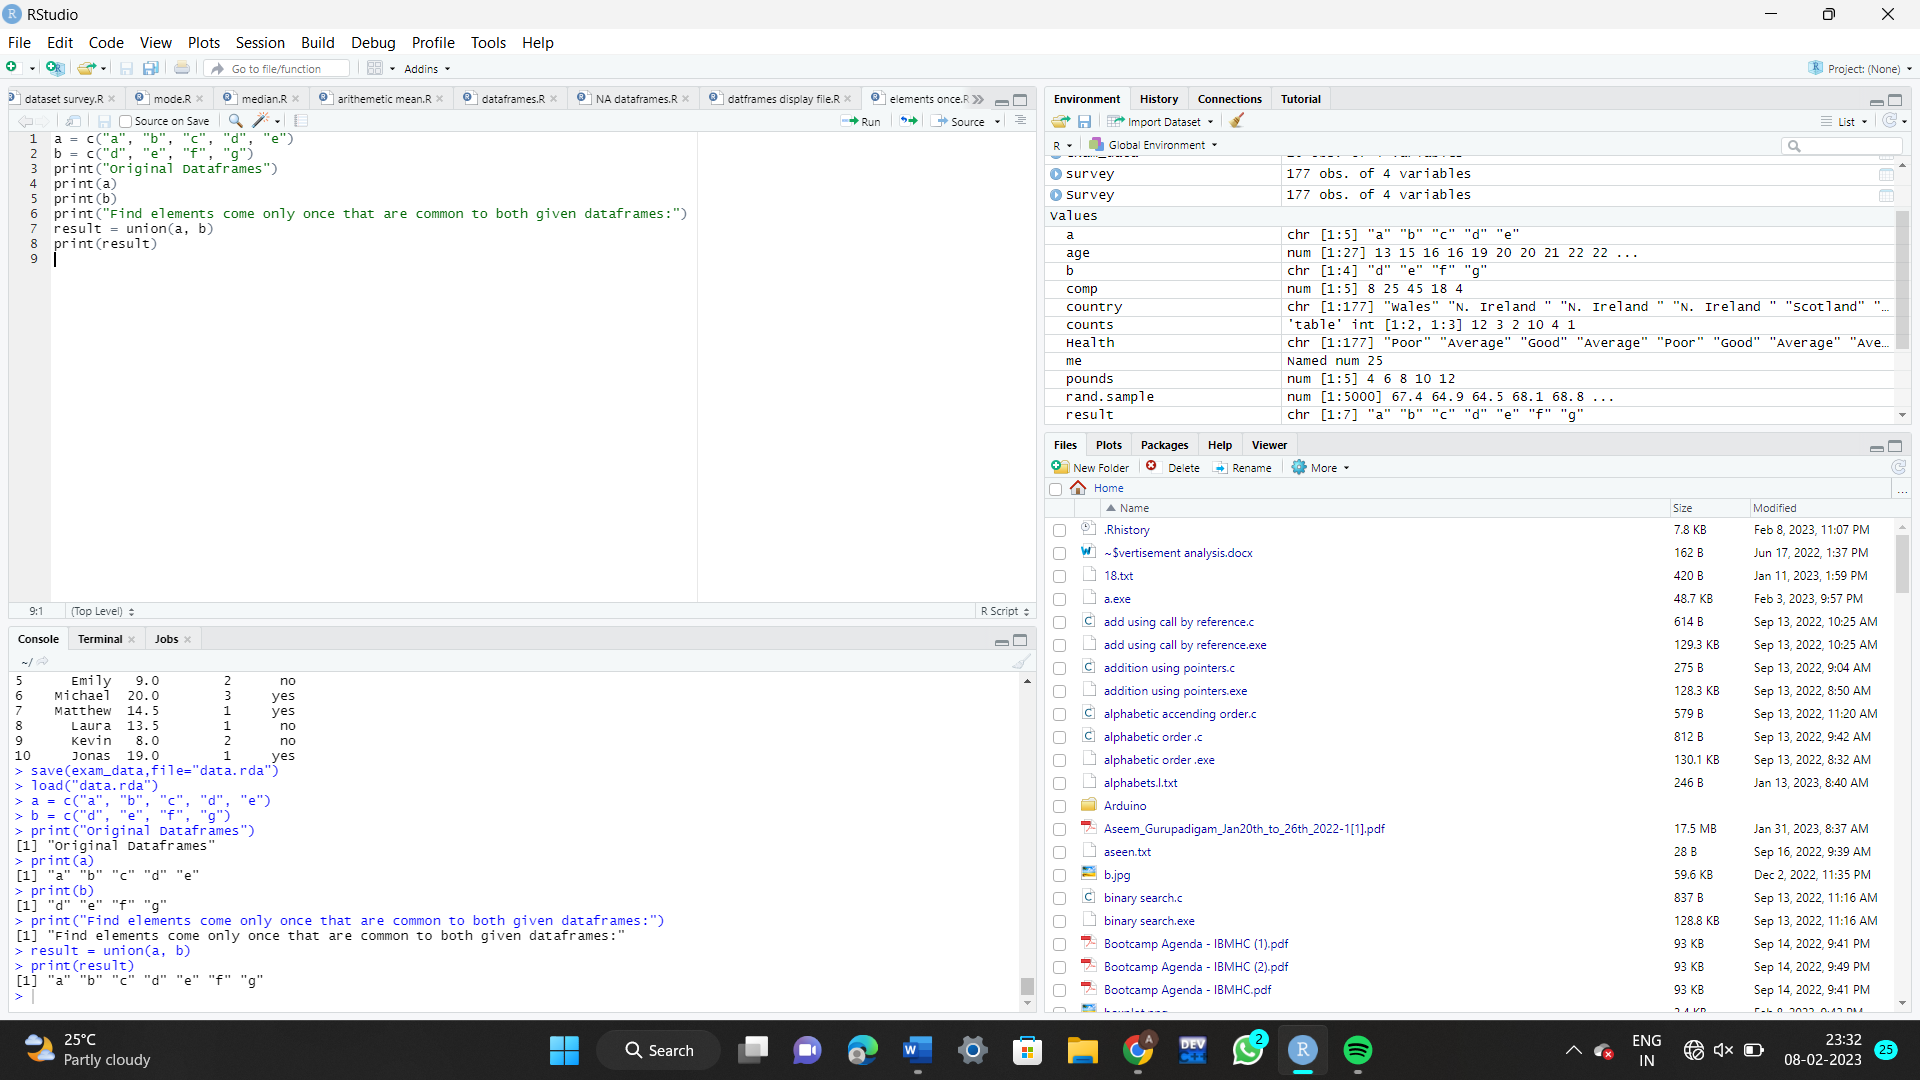 RStudio
File Edit Code View Plots Session Build Debug Profile Tools Help
Go to file/function Addins Project: (None)
dataset survey.R mode.R median.R arithemetic mean.R dataframes.R NA dataframes.R datframes display file.R elements once.R
Source on Save Run Source
1 a = c("a", "b", "c", "d", "e")
2 b = c("d", "e", "f", "g")
3 print("Original Dataframes")
4 print(a)
5 print(b)
6 print("Find elements come only once that are common to both given dataframes:")
7 result = union(a, b)
8 print(result)
9
9:1 (Top Level) R Script
Console Terminal Jobs
~/
5 Emily 9.0 2 no
6 Michael 20.0 3 yes
7 Matthew 14.5 1 yes
8 Laura 13.5 1 no
9 Kevin 8.0 2 no
10 Jonas 19.0 1 yes
> save(exam_data,file="data.rda")
> load("data.rda")
> a = c("a", "b", "c", "d", "e")
> b = c("d", "e", "f", "g")
> print("Original Dataframes")
[1] "Original Dataframes"
> print(a)
[1] "a" "b" "c" "d" "e"
> print(b)
[1] "d" "e" "f" "g"
> print("Find elements come only once that are common to both given dataframes:")
[1] "Find elements come only once that are common to both given dataframes:"
> result = union(a, b)
> print(result)
[1] "a" "b" "c" "d" "e" "f" "g"
>
Environment History Connections Tutorial
Import Dataset List
R Global Environment
survey 177 obs. of 4 variables
Survey 177 obs. of 4 variables
Values
a chr [1:5] "a" "b" "c" "d" "e"
age num [1:27] 13 15 16 16 19 20 20 21 22 22 ...
b chr [1:4] "d" "e" "f" "g"
comp num [1:5] 8 25 45 18 4
country chr [1:177] "Wales" "N. Ireland " "N. Ireland " "N. Ireland " "Scotland" "…
counts 'table' int [1:2, 1:3] 12 3 2 10 4 1
Health chr [1:177] "Poor" "Average" "Good" "Average" "Poor" "Good" "Average" "Ave…
me Named num 25
pounds num [1:5] 4 6 8 10 12
rand.sample num [1:5000] 67.4 64.9 64.5 68.1 68.8 ...
result chr [1:7] "a" "b" "c" "d" "e" "f" "g"
Files Plots Packages Help Viewer
New Folder Delete Rename More
Home ...
Name Size Modified
.Rhistory 7.8 KB Feb 8, 2023, 11:07 PM
~$vertisement analysis.docx 162 B Jun 17, 2022, 1:37 PM
18.txt 420 B Jan 11, 2023, 1:59 PM
a.exe 48.7 KB Feb 3, 2023, 9:57 PM
add using call by reference.c 614 B Sep 13, 2022, 10:25 AM
add using call by reference.exe 129.3 KB Sep 13, 2022, 10:25 AM
addition using pointers.c 275 B Sep 13, 2022, 9:04 AM
addition using pointers.exe 128.3 KB Sep 13, 2022, 8:50 AM
alphabetic accending order.c 579 B Sep 13, 2022, 11:20 AM
alphabetic order .c 812 B Sep 13, 2022, 9:42 AM
alphabetic order .exe 130.1 KB Sep 13, 2022, 8:32 AM
alphabets.l.txt 246 B Jan 13, 2023, 8:40 AM
Arduino
Aseem_Gurupadigam_Jan20th_to_26th_2022-1[1].pdf 17.5 MB Jan 31, 2023, 8:37 AM
aseen.txt 28 B Sep 16, 2022, 9:39 AM
b.jpg 59.6 KB Dec 2, 2022, 11:35 PM
binary search.c 837 B Sep 13, 2022, 11:16 AM
binary search.exe 128.8 KB Sep 13, 2022, 11:16 AM
Bootcamp Agenda - IBMHC (1).pdf 93 KB Sep 14, 2022, 9:41 PM
Bootcamp Agenda - IBMHC (2).pdf 93 KB Sep 14, 2022, 9:49 PM
Bootcamp Agenda - IBMHC.pdf 93 KB Sep 14, 2022, 9:41 PM
25°C
Partly cloudy
Search
DEV C++
2
ENG
IN
23:32
08-02-2023
25